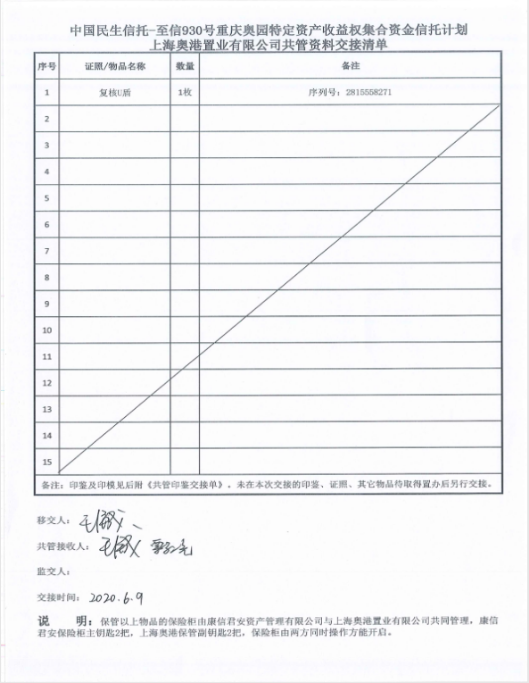 中国民生信托-至信930号重庆奥园特定资产收益权集合资金信托计划
上海奥港置业有限公司共管资料交接清单
序号 证照/物品名称 数量 备注
1 复核U盾 1枚 序列号：2815558271
2
3
4
5
6
7
8
9
10
11
12
13
14
15
备注：印鉴及印模见后附《共管印鉴交接单》。未在本次交接的印鉴、证照、其它物品待取得置办后另行交接。
移交人：
共管接收人：
监交人：
交接时间：2020.6.9
说 明：保管以上物品的保险柜由康信君安资产管理有限公司与上海奥港置业有限公司共同管理，康信
君安保险柜主钥匙2把，上海奥港保管副钥匙2把，保险柜由两方同时操作方能开启。